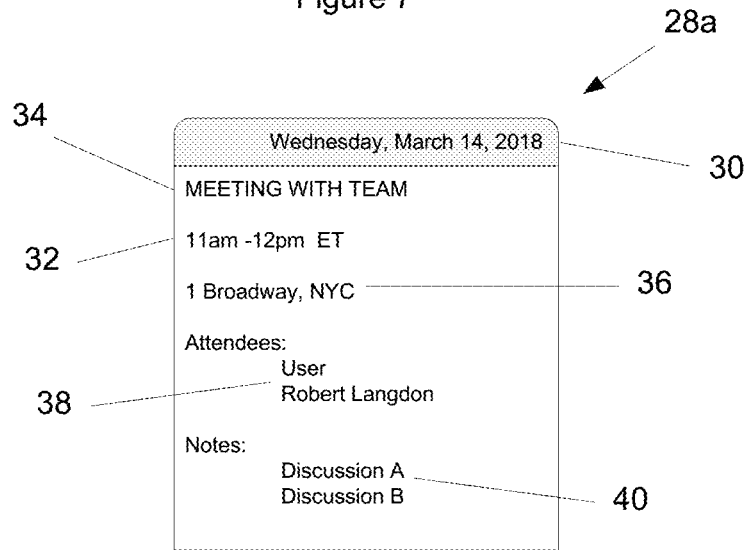 Figure 7
28a
34
Wednesday, March 14, 2018
30
MEETING WITH TEAM
32
11am -12pm ET
1 Broadway, NYC
36
Attendees:
User
38
Robert Langdon
Notes:
Discussion A
Discussion B
40